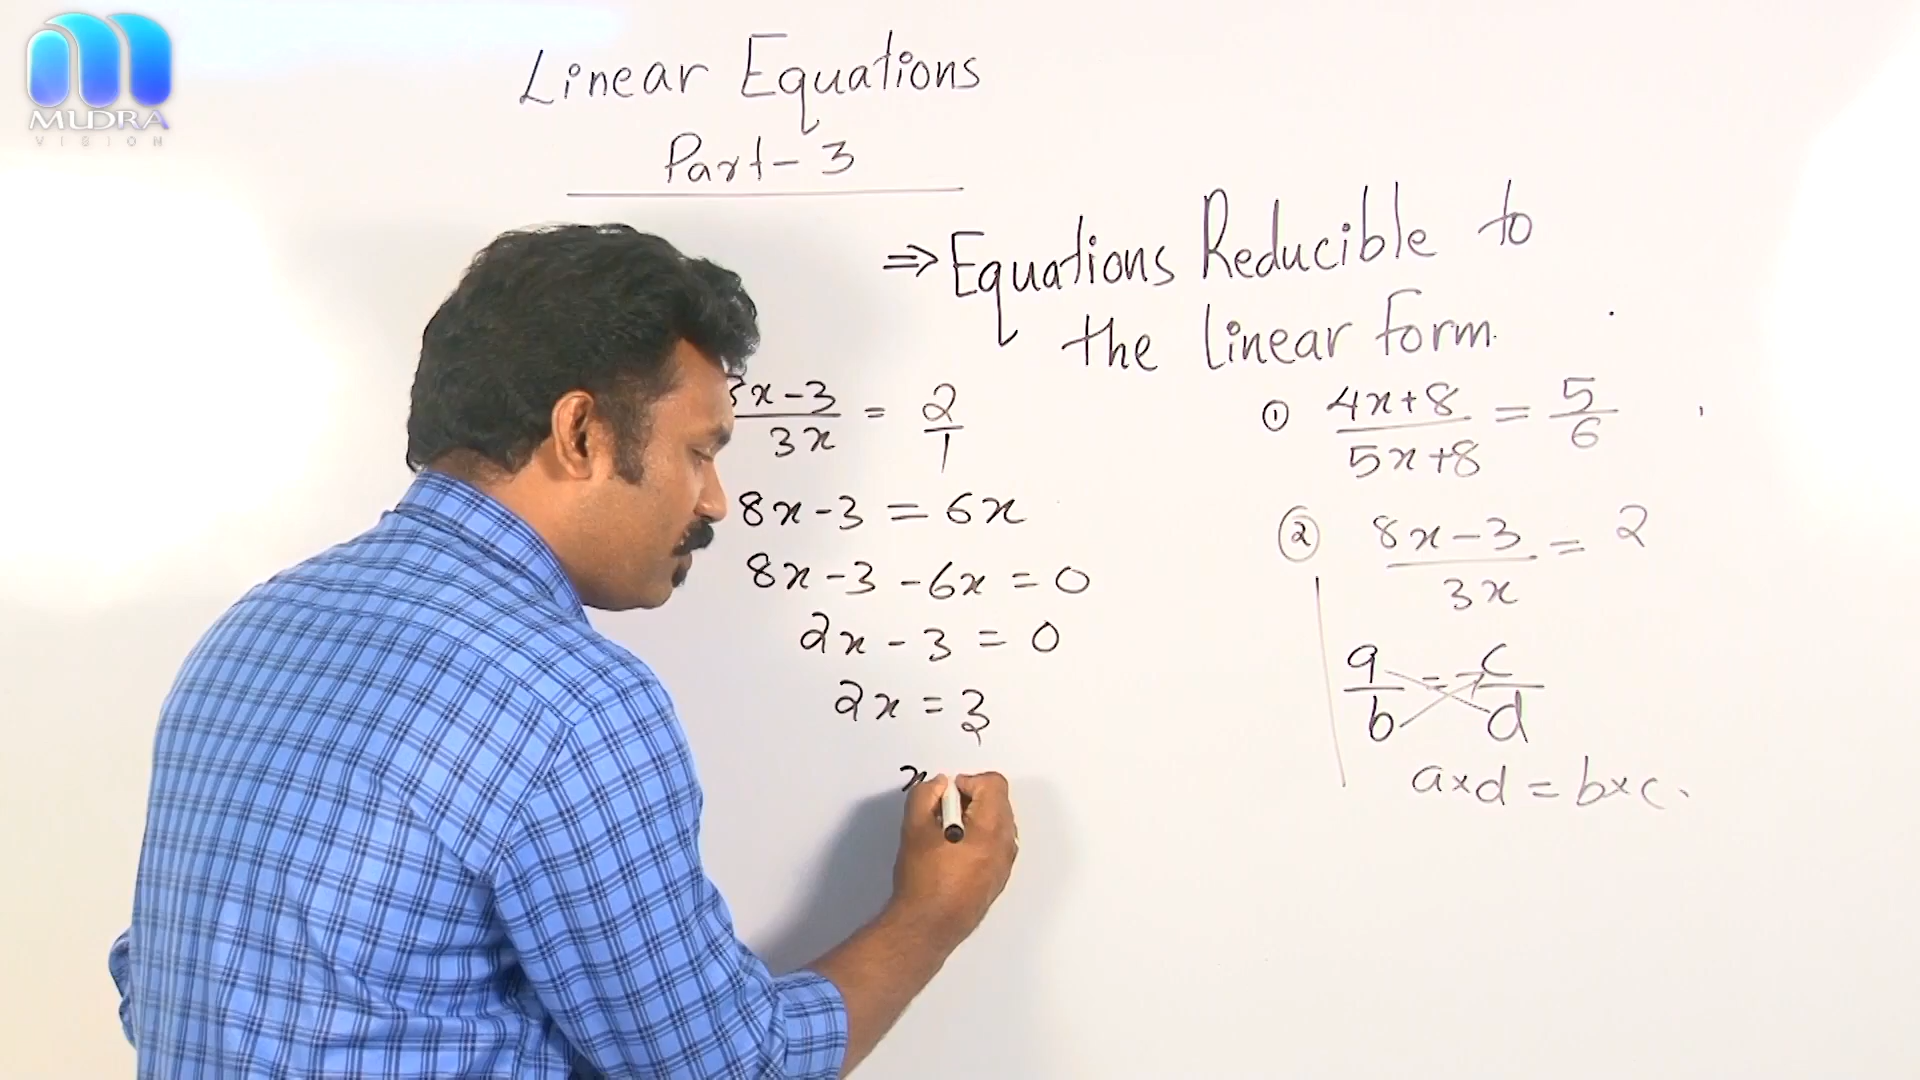 MUDRA
VISION
Linear Equations
Part-3
⇒ Equations Reducible to
the linear form.
8x-3/3x = 2/1
8x-3 = 6x
8x-3-6x = 0
2x-3 = 0
2x = 3
x
① 4x+8/5x+8 = 5/6
② 8x-3/3x = 2
a/b = c/d
a×d = b×c.